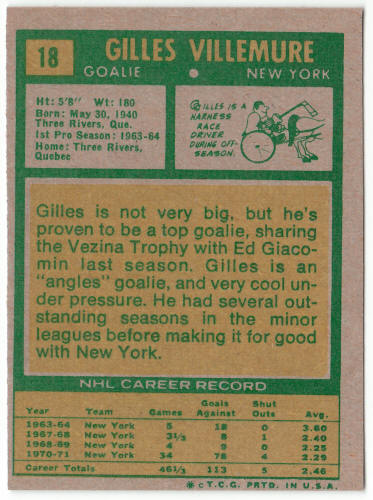 18
GILLES VILLEMURE
GOALIE
NEW YORK
Ht: 5'8" Wt: 180
Born: May 30, 1940
Three Rivers, Que.
1st Pro Season: 1963-64
Home: Three Rivers,
Quebec
GILLES IS A
HARNESS
RACE
DRIVER
DURING OFF-
SEASON.
Gilles is not very big, but he's
proven to be a top goalie, sharing
the Vezina Trophy with Ed Giaco-
min last season. Gilles is an
"angles" goalie, and very cool un-
der pressure. He had several out-
standing seasons in the minor
leagues before making it for good
with New York.
NHL CAREER RECORD
Year Team Games Goals Against Shut Outs Avg.
1963-64 New York 5 18 0 3.60
1967-68 New York 3⅓ 8 1 2.40
1968-69 New York 4 9 0 2.25
1970-71 New York 34 78 4 2.29
Career Totals 46⅓ 113 5 2.46
* © T.C.G. PRTD. IN U.S.A.